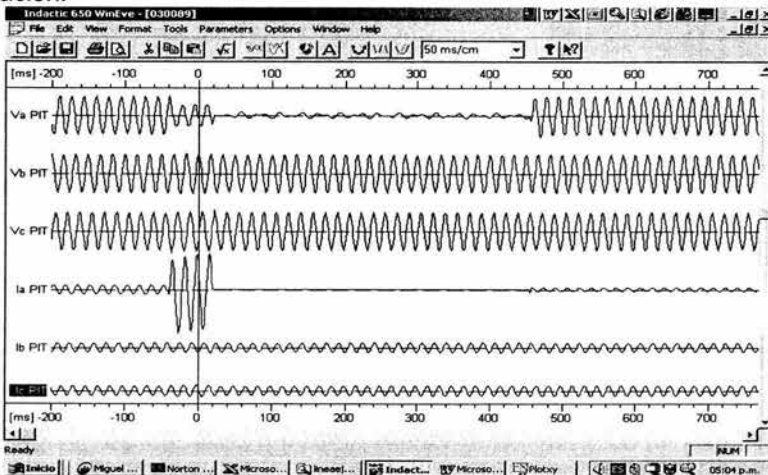 Indactic 650 WinEve - [030089]
File Edit View Format Tools Parameters Options Window Help
50 ms/cm
[ms] -200 -100 0 100 200 300 400 500 600 700
Va PIT
Vb PIT
Vc PIT
Ia PIT
Ib PIT
Ic PIT
[ms] -200 -100 0 100 200 300 400 500 600 700
Ready NUM
Inicio Miguel ... Norton ... Microso... lineaej... Indact... Microso... Plotxy 05:04 p.m.